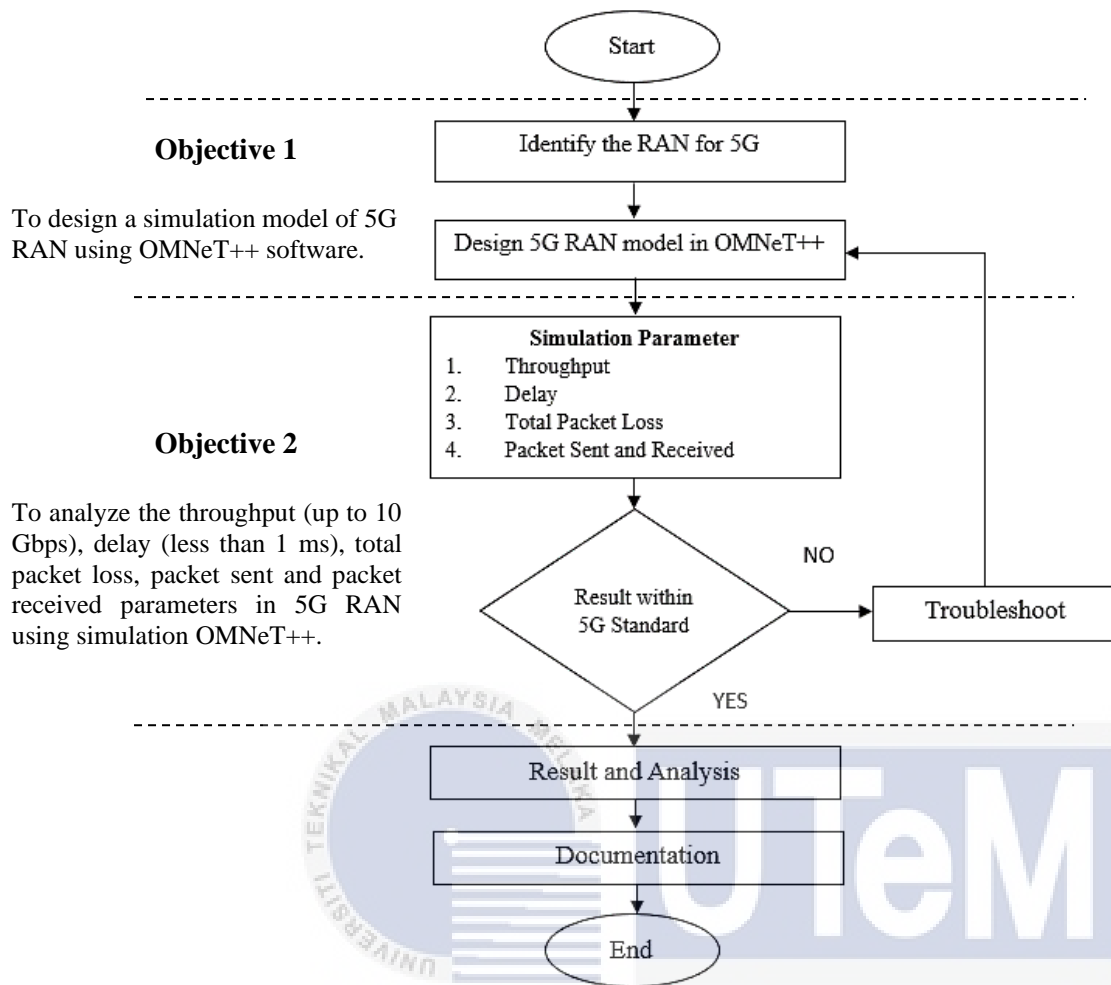 Start
Objective 1
Identify the RAN for 5G
To design a simulation model of 5G
RAN using OMNeT++ software.
Design 5G RAN model in OMNeT++
Simulation Parameter
1. Throughput
2. Delay
3. Total Packet Loss
4. Packet Sent and Received
Objective 2
To analyze the throughput (up to 10
Gbps), delay (less than 1 ms), total
packet loss, packet sent and packet
received parameters in 5G RAN
using simulation OMNeT++.
Result within
5G Standard
NO
Troubleshoot
YES
Result and Analysis
Documentation
End
UNIVERSITI TEKNIKAL MALAYSIA MELAKA
UTeM